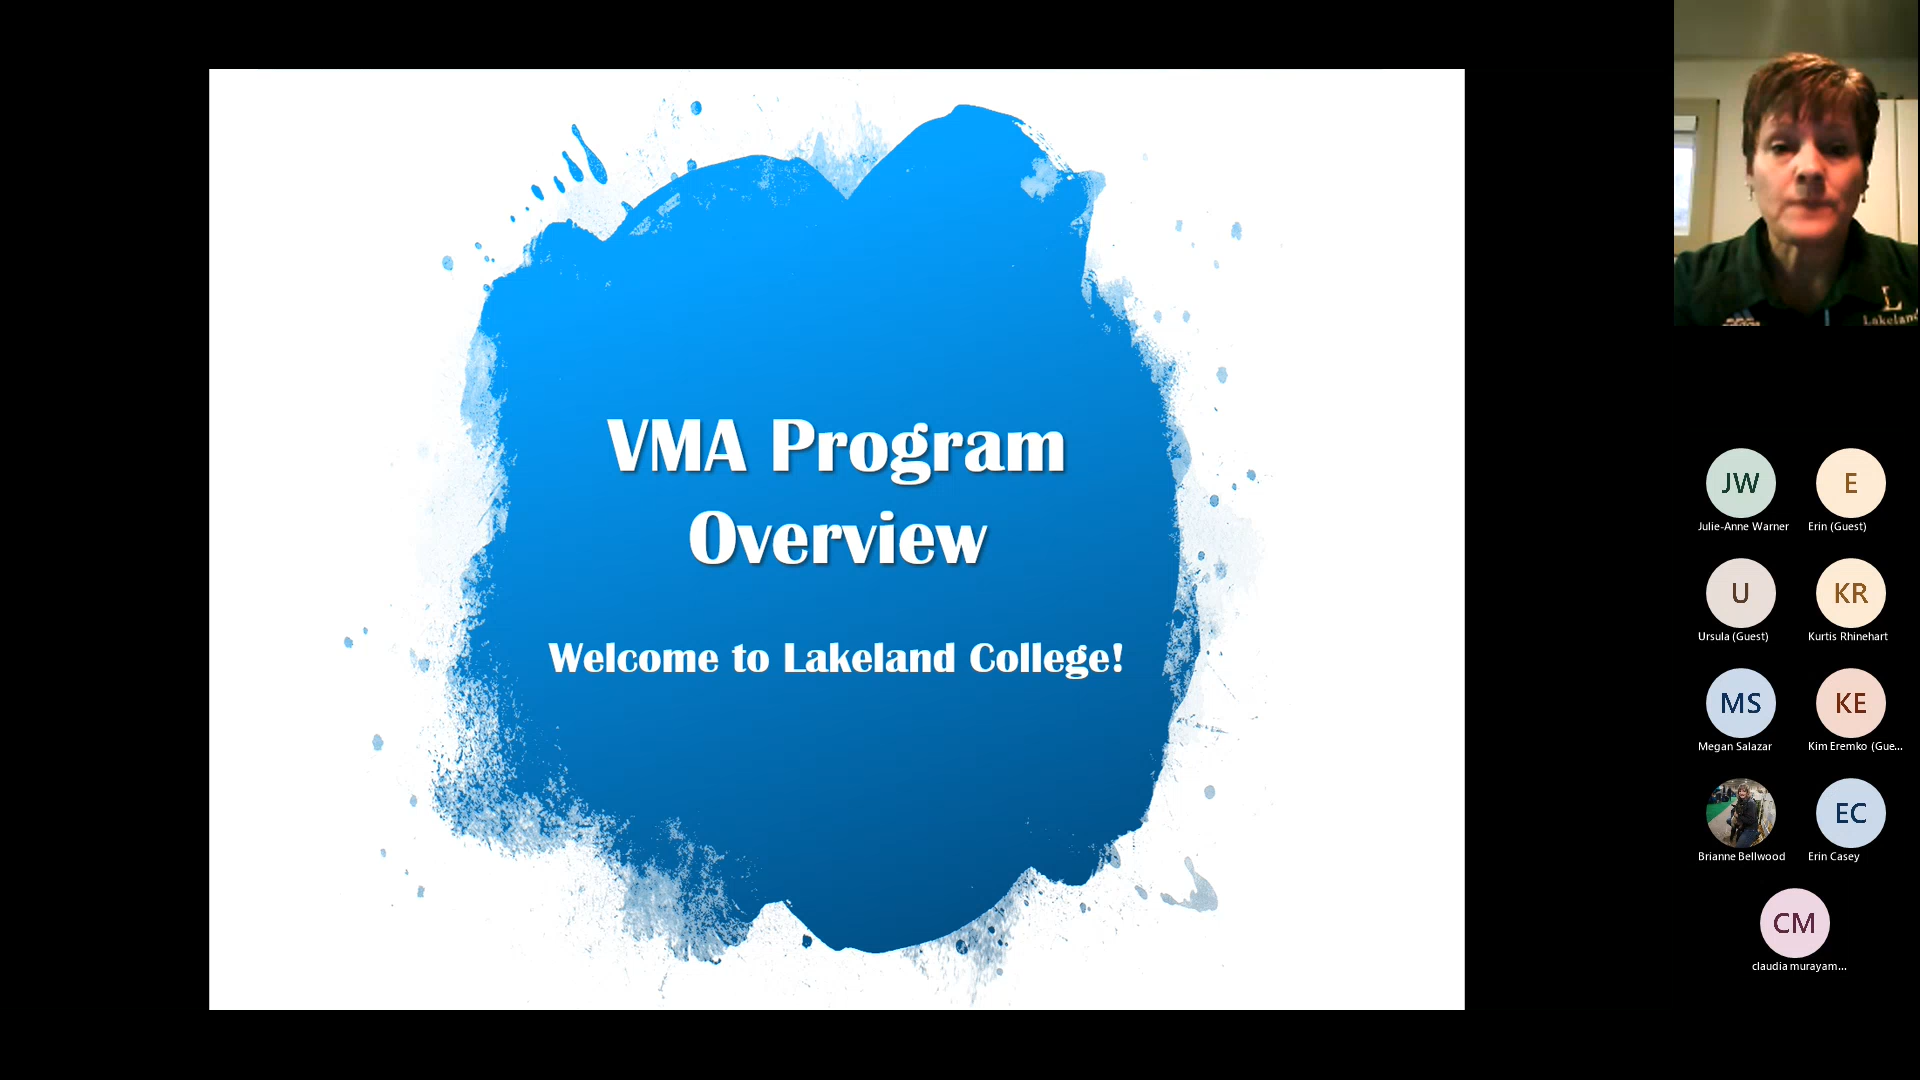 VMA Program
Overview
Welcome to Lakeland College!
L
Lakeland
JW
E
Julie-Anne Warner
Erin (Guest)
U
KR
Ursula (Guest)
Kurtis Rhinehart
MS
KE
Megan Salazar
Kim Eremko (Gue...
EC
Brianne Bellwood
Erin Casey
CM
claudia murayam...